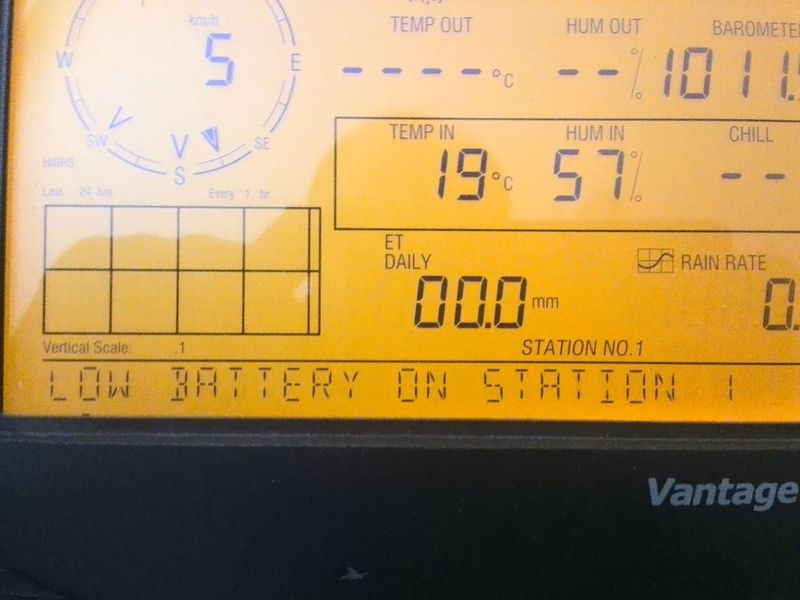 km/h
5
W
E
SW
SE
S
HIGHS
Last 24 hrs Every 1 hr
TEMP OUT HUM OUT
---- °C -- % 1011.
TEMP IN HUM IN CHILL
19 °C 57 % --
ET
DAILY
RAIN RATE
00.0 mm 0.
Vertical Scale: .1 STATION NO.1
LOW BATTERY ON STATION 1
Vantage